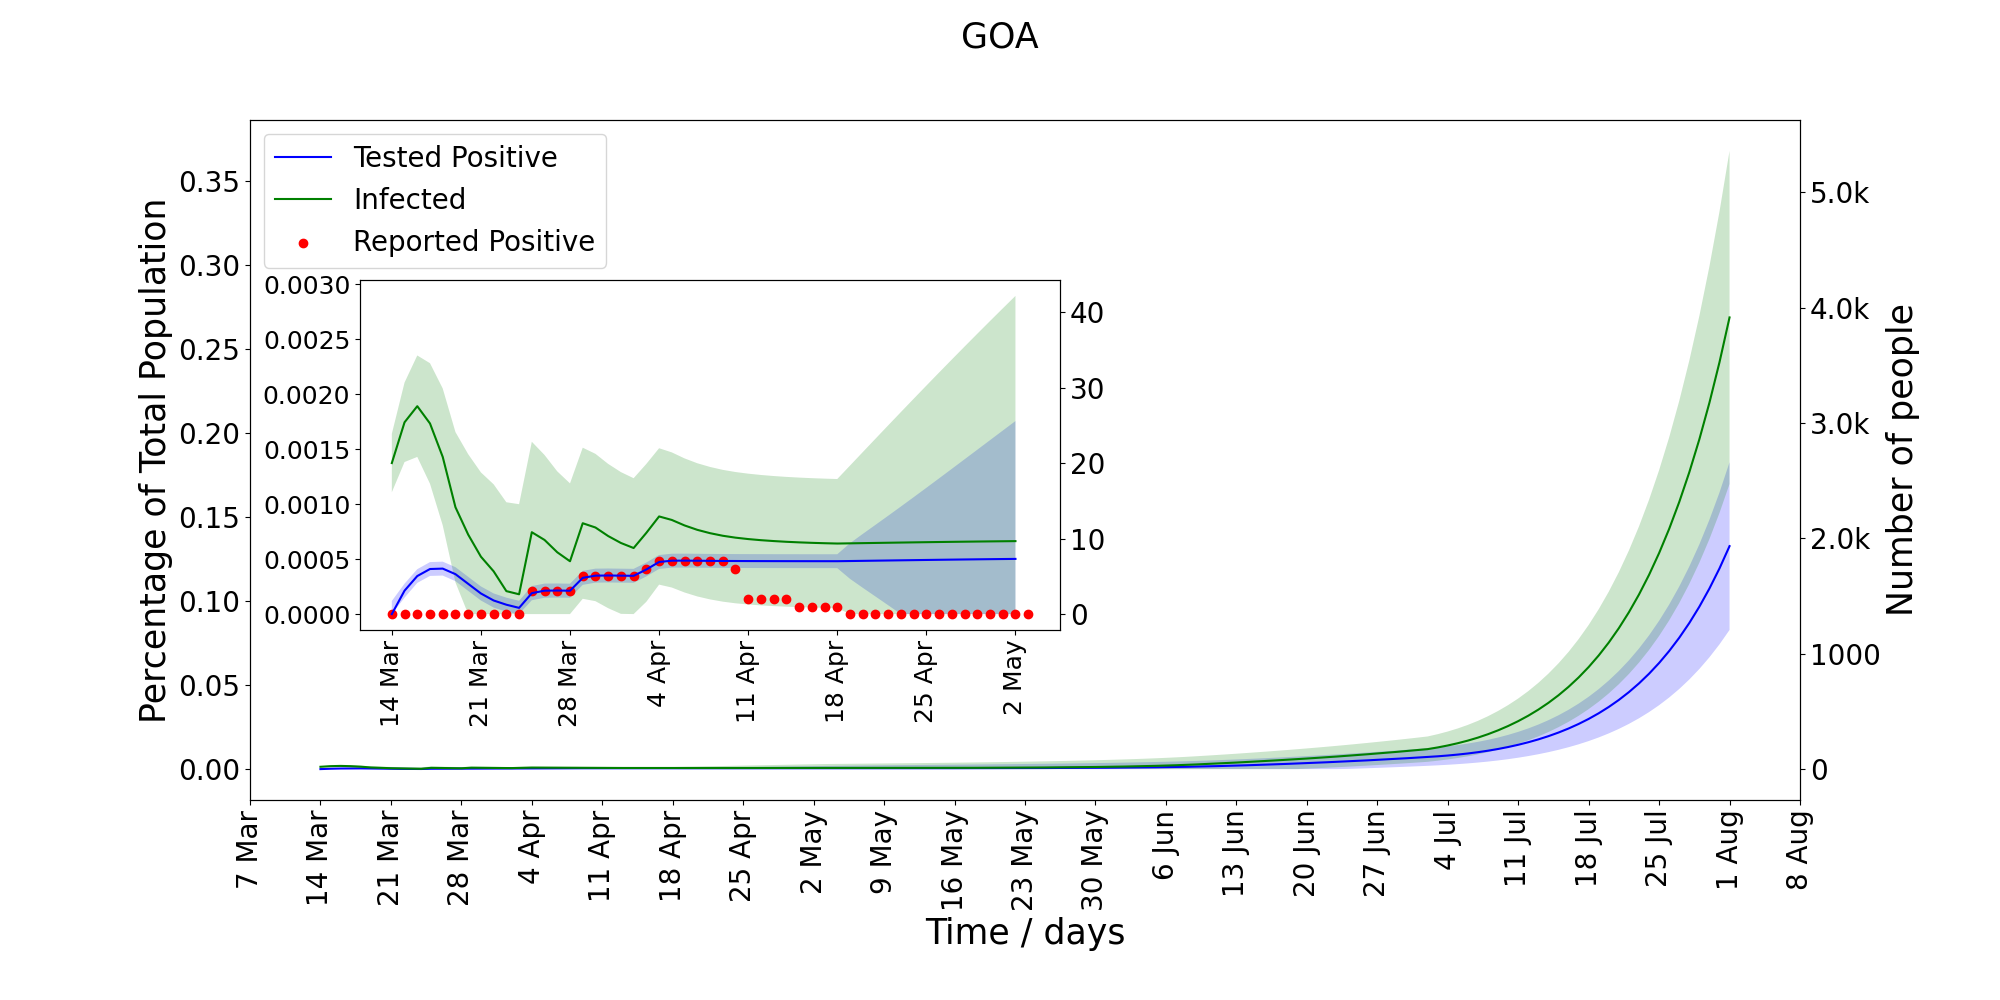 GOA
Tested Positive
Infected
Reported Positive
Percentage of Total Population
0.35
0.30
0.25
0.20
0.15
0.10
0.05
0.00
0.0030
0.0025
0.0020
0.0015
0.0010
0.0005
0.0000
40
30
20
10
0
14 Mar
21 Mar
28 Mar
4 Apr
11 Apr
18 Apr
25 Apr
2 May
5.0k
4.0k
3.0k
2.0k
1000
0
Number of people
7 Mar
14 Mar
21 Mar
28 Mar
4 Apr
11 Apr
18 Apr
25 Apr
2 May
9 May
16 May
23 May
30 May
6 Jun
13 Jun
20 Jun
27 Jun
4 Jul
11 Jul
18 Jul
25 Jul
1 Aug
8 Aug
Time / days